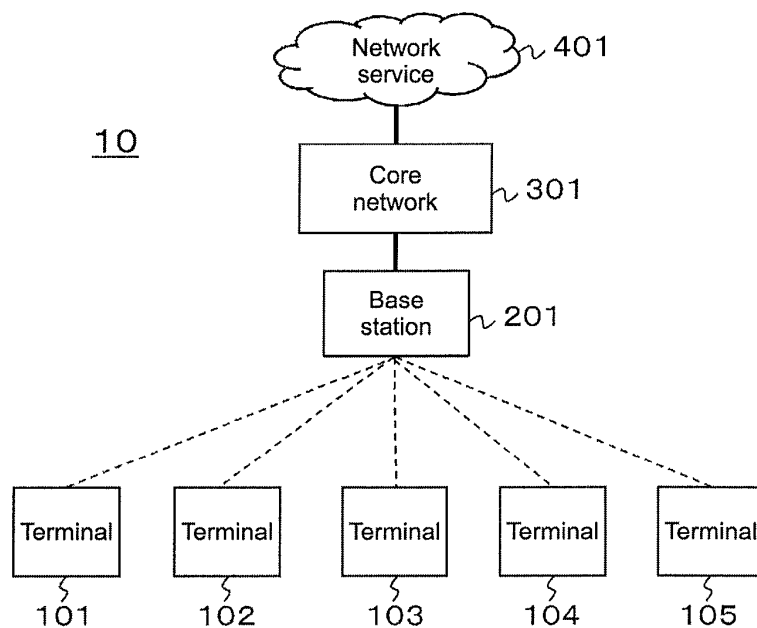 Network
service
401
10
Core
network
301
Base
station
201
Terminal Terminal Terminal Terminal Terminal
101 102 103 104 105